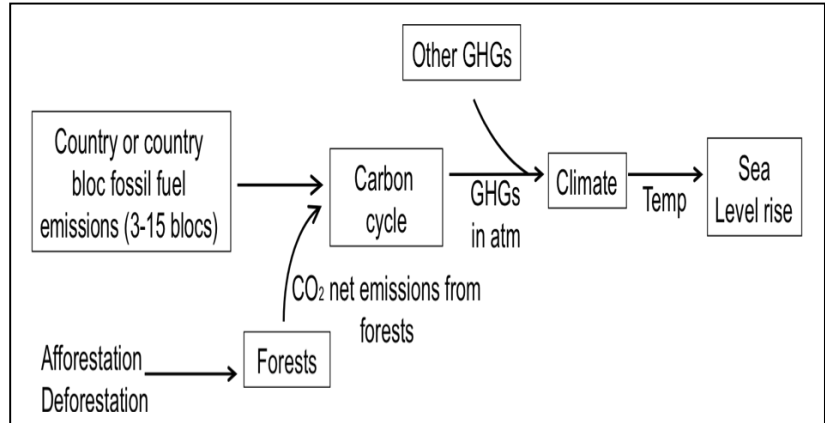 Other GHGs
Country or country
bloc fossil fuel
emissions (3-15 blocs)
Carbon
cycle
GHGs
in atm
Climate
Temp
Sea
Level rise
CO₂ net emissions from
forests
Afforestation
Deforestation
Forests